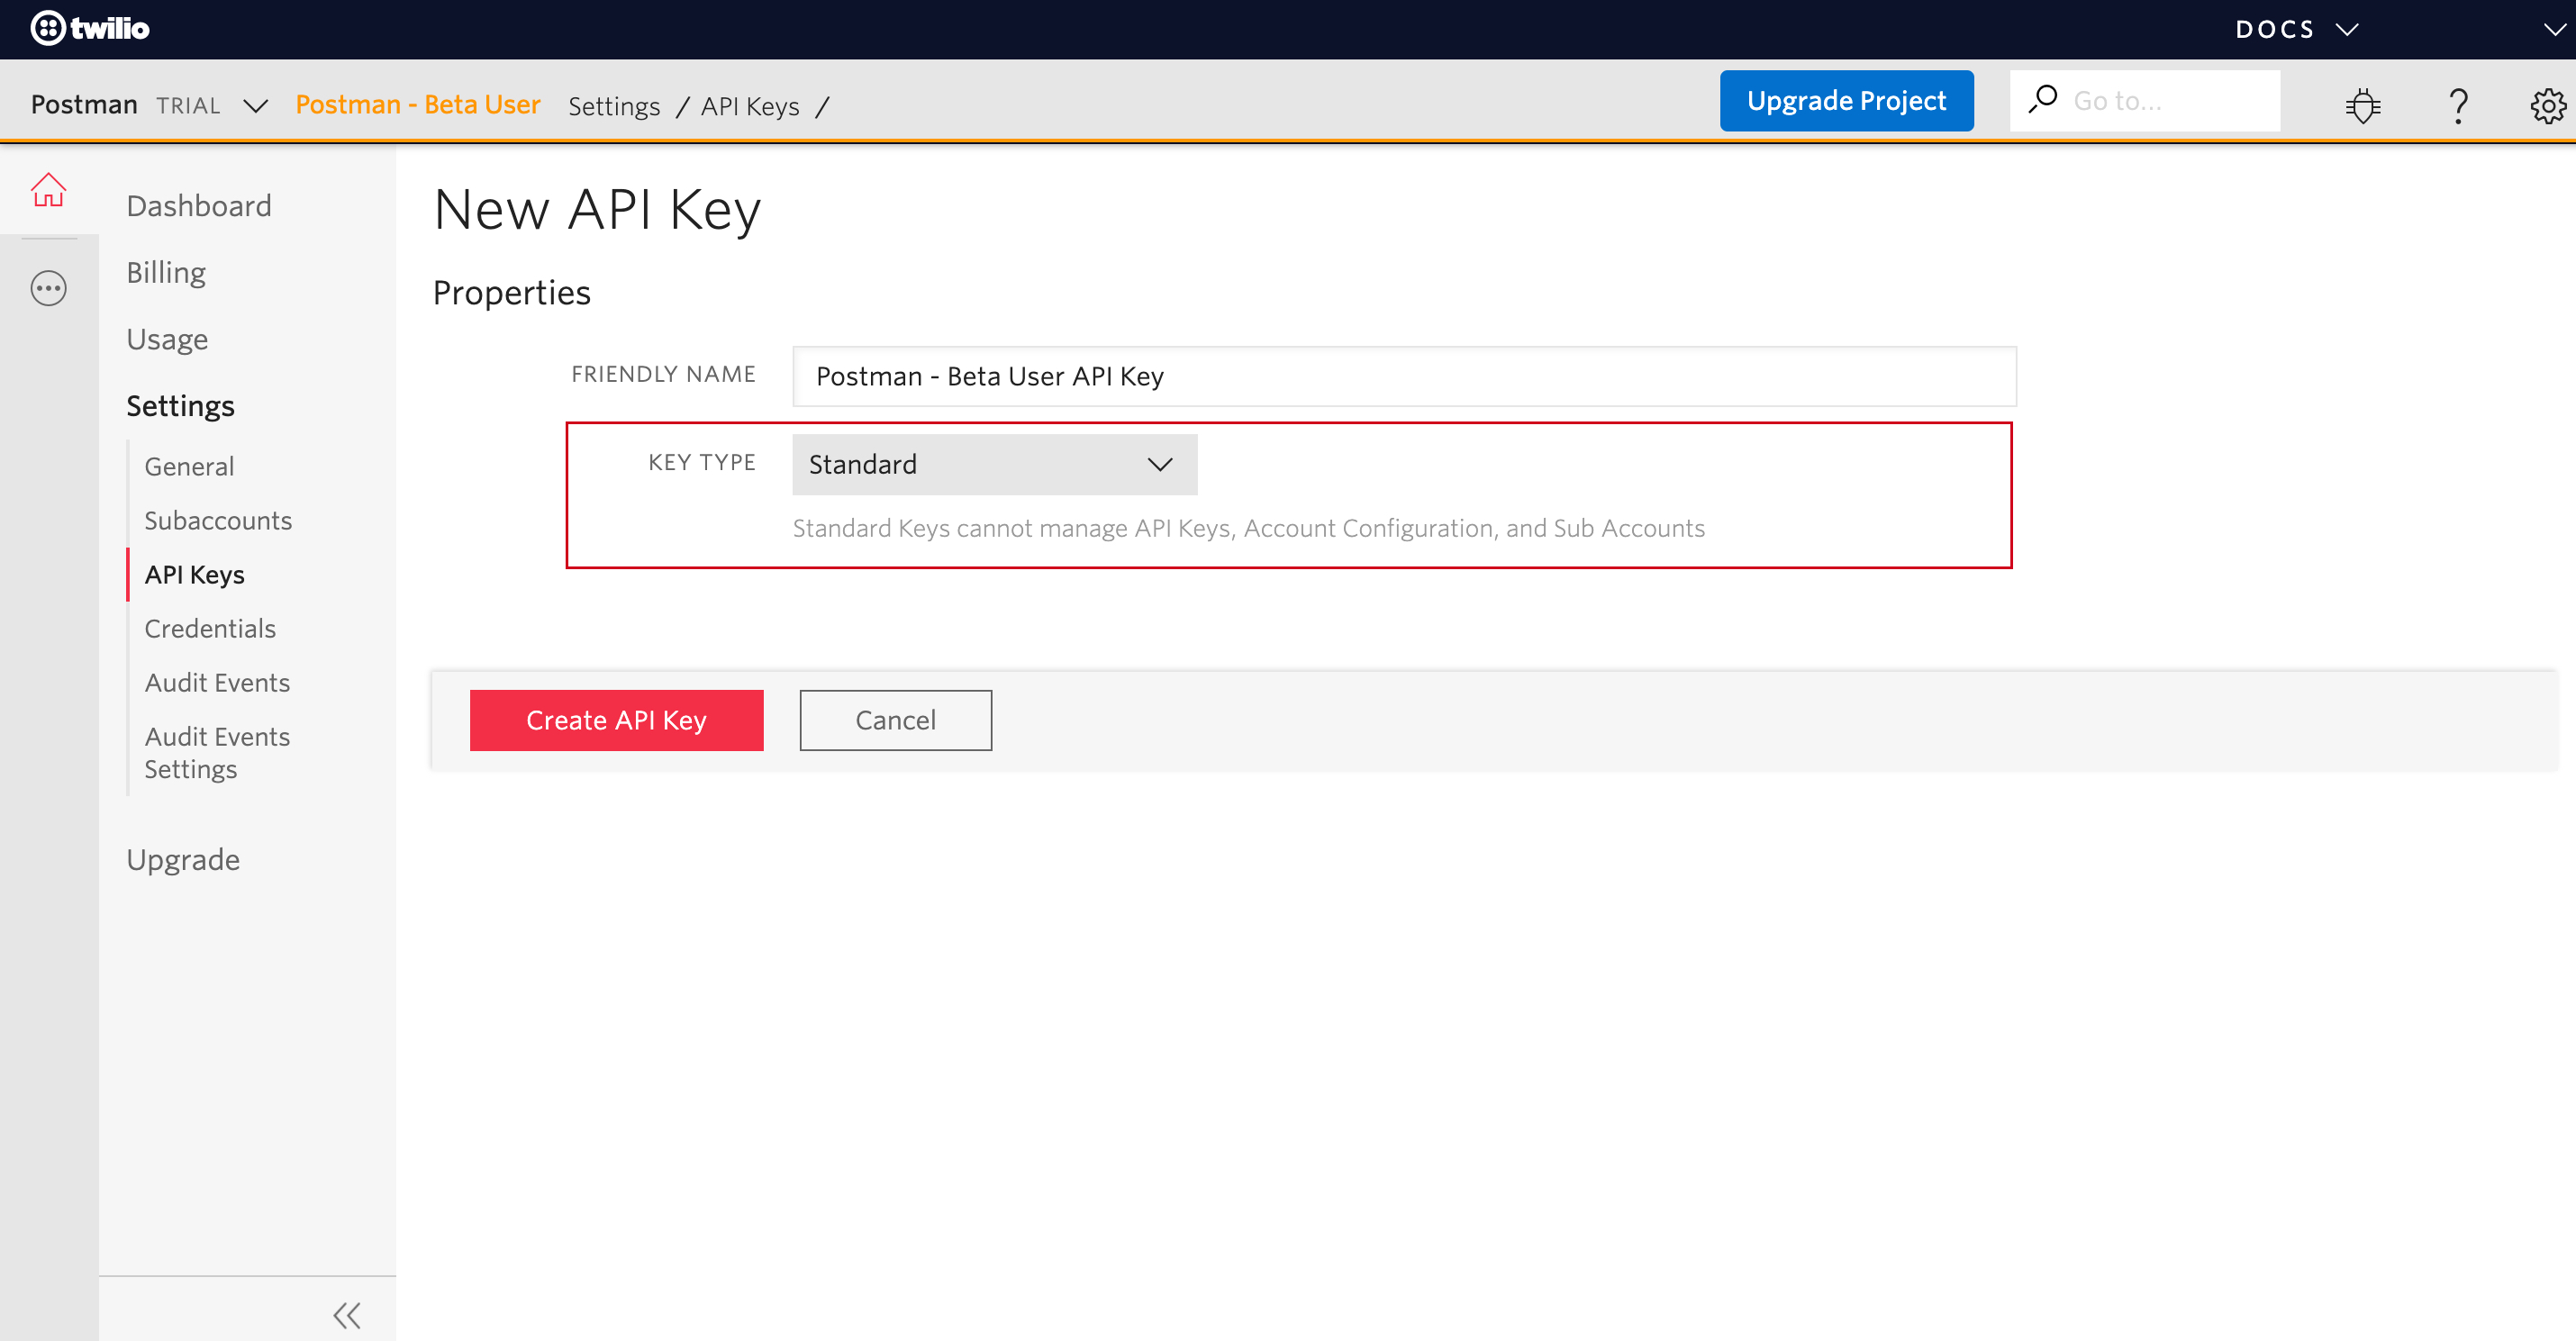 twilio
DOCS
Postman TRIAL Postman - Beta User Settings / API Keys /
Upgrade Project
Go to...
Dashboard
Billing
Usage
Settings
General
Subaccounts
API Keys
Credentials
Audit Events
Audit Events
Settings
Upgrade
New API Key
Properties
FRIENDLY NAME Postman - Beta User API Key
KEY TYPE Standard
Standard Keys cannot manage API Keys, Account Configuration, and Sub Accounts
Create API Key Cancel